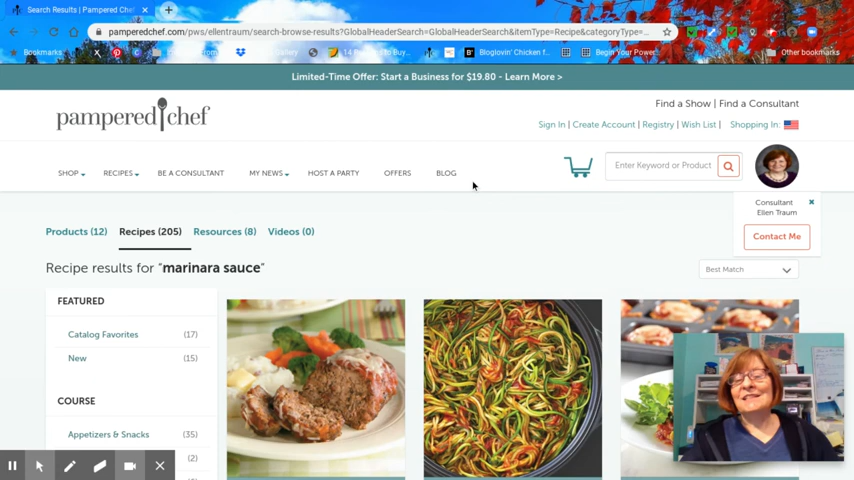 Search Results | Pampered Chef
pamperedchef.com/pws/ellentraum/search-browse-results?GlobalHeaderSearch=GlobalHeaderSearch&itemType=Recipe&categoryType=...
Bookmarks
Bloglovin' Chicken f...
Begin Your Power
Other bookmarks
Limited-Time Offer: Start a Business for $19.80 - Learn More >
pampered chef
Find a Show | Find a Consultant
Sign In | Create Account | Registry | Wish List | Shopping In:
SHOP RECIPES BE A CONSULTANT MY NEWS HOST A PARTY OFFERS BLOG
Enter Keyword or Product
Consultant
Ellen Traum
Contact Me
Products (12) Recipes (205) Resources (8) Videos (0)
Recipe results for “marinara sauce”
Best Match
FEATURED
Catalog Favorites (17)
New (15)
COURSE
Appetizers & Snacks (35)
(2)